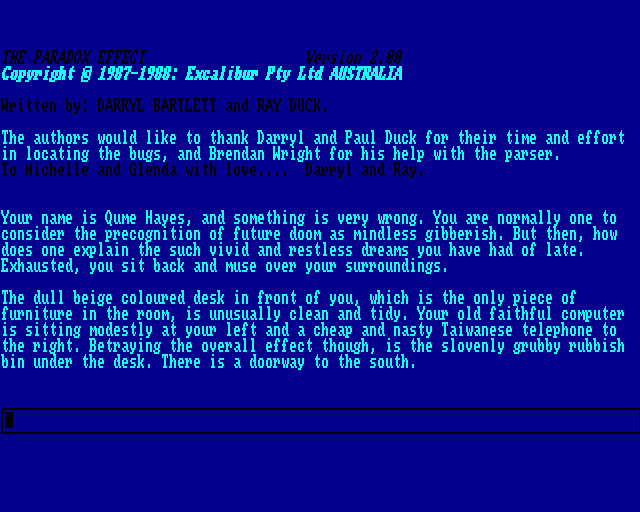 THE PARADOX EFFECT Version 2.00
Copyright @ 1987-1988: Excalibur Pty Ltd AUSTRALIA
Written by: DARRYL BARTLETT and RAY DUCK.
The authors would like to thank Darryl and Paul Duck for their time and effort
in locating the bugs, and Brendan Wright for his help with the parser.
To Michelle and Glenda with love.... Darryl and Ray.
Your name is Qume Hayes, and something is very wrong. You are normally one to
consider the precognition of future doom as mindless gibberish. But then, how
does one explain the such vivid and restless dreams you have had of late.
Exhausted, you sit back and muse over your surroundings.
The dull beige coloured desk in front of you, which is the only piece of
furniture in the room, is unusually clean and tidy. Your old faithful computer
is sitting modestly at your left and a cheap and nasty Taiwanese telephone to
the right. Betraying the overall effect though, is the slovenly grubby rubbish
bin under the desk. There is a doorway to the south.